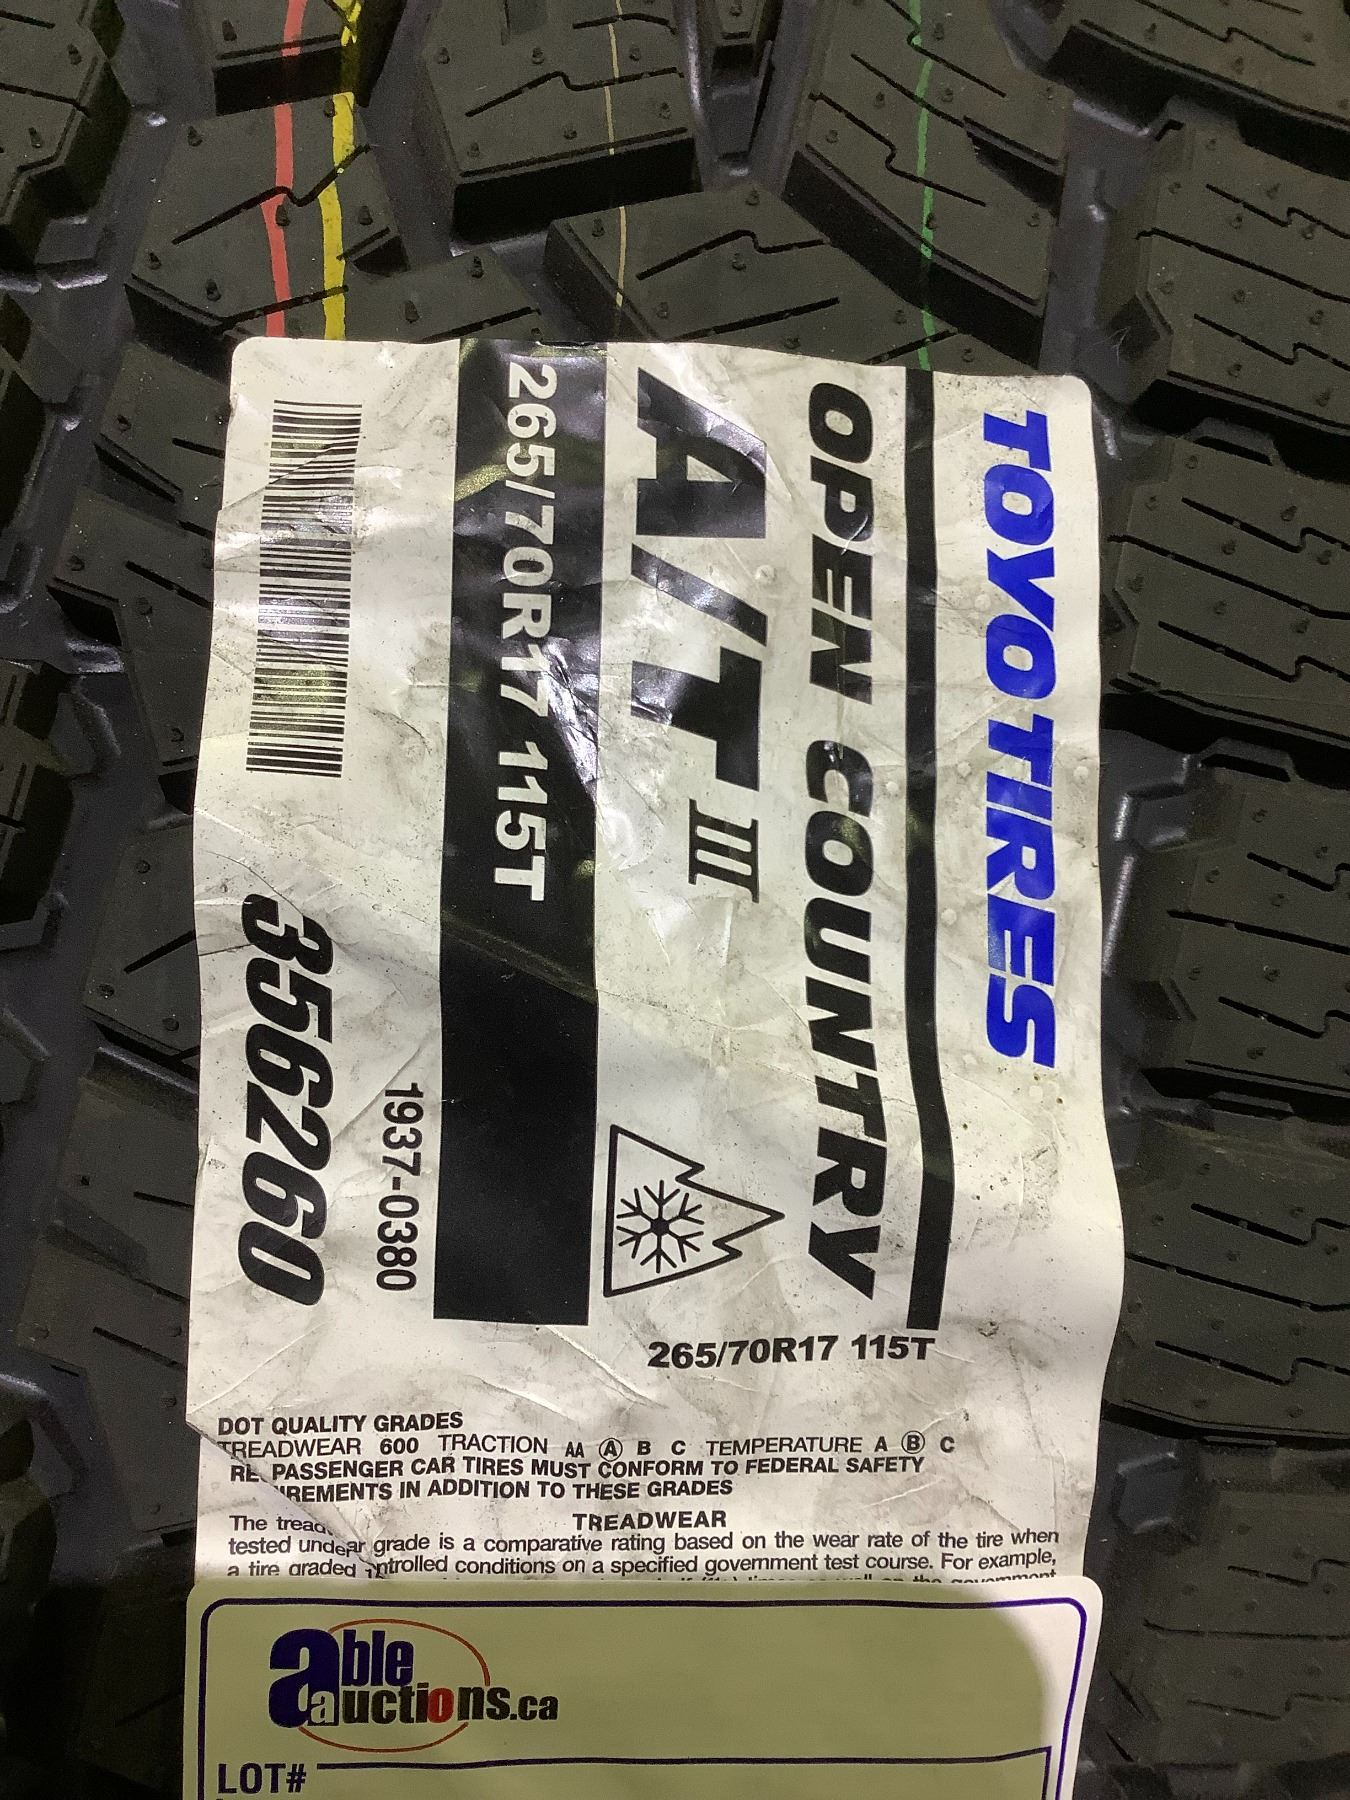 TOYO TIRES
OPEN COUNTRY
A/T III
265/70R17 115T
1937-0380
356260
265/70R17 115T
DOT QUALITY GRADES
TREADWEAR 600 TRACTION AA Ⓐ B C TEMPERATURE A Ⓑ C
PASSENGER CAR TIRES MUST CONFORM TO FEDERAL SAFETY
IREMENTS IN ADDITION TO THESE GRADES
TREADWEAR
The tread grade is a comparative rating based on the wear rate of the tire when
tested under controlled conditions on a specified government test course. For example,
a tire graded
able auctions.ca
LOT#